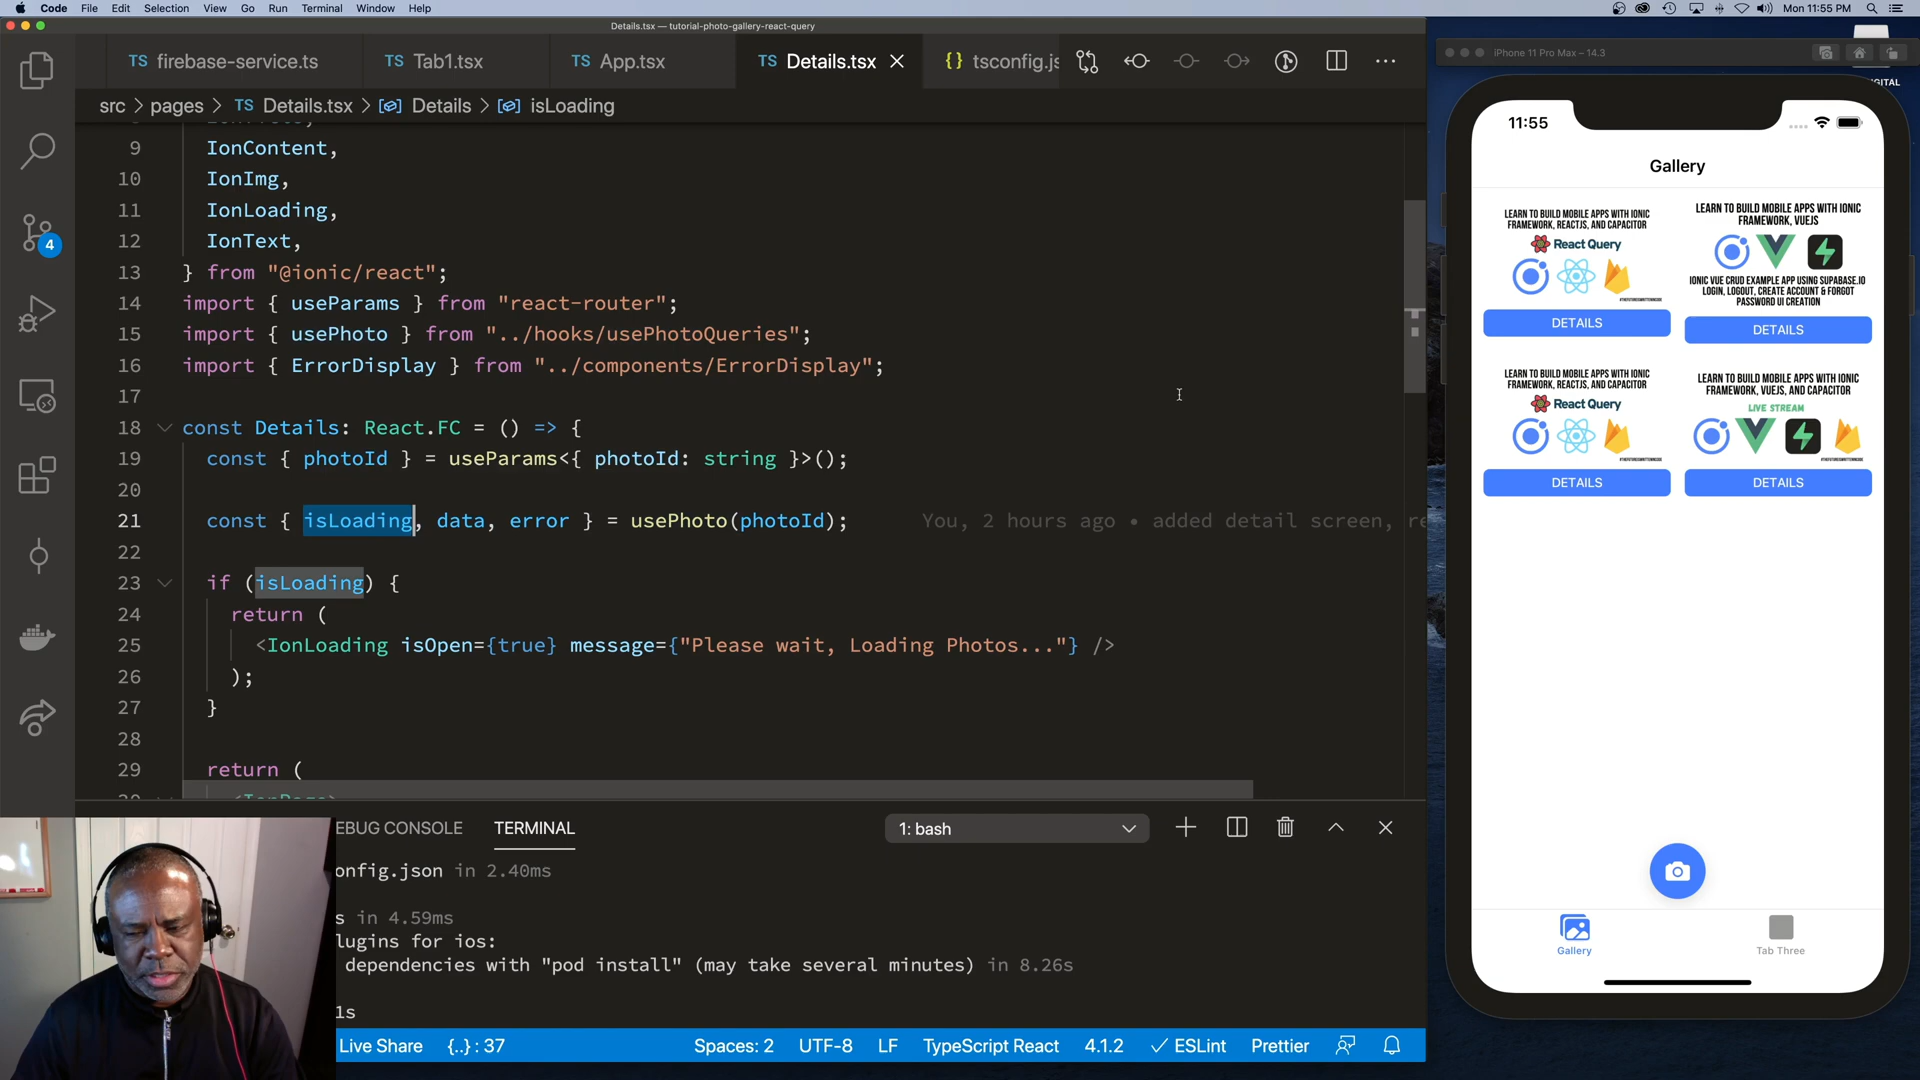 Code File Edit Selection View Go Run Terminal Window Help
Mon 11:55 PM
Details.tsx — tutorial-photo-gallery-react-query
TS firebase-service.ts
TS Tab1.tsx
TS App.tsx
TS Details.tsx
{} tsconfig.js
src > pages > TS Details.tsx > Details > isLoading
9 IonContent,
10 IonImg,
11 IonLoading,
12 IonText,
13 } from "@ionic/react";
14 import { useParams } from "react-router";
15 import { usePhoto } from "../hooks/usePhotoQueries";
16 import { ErrorDisplay } from "../components/ErrorDisplay";
17
18 const Details: React.FC = () => {
19 const { photoId } = useParams<{ photoId: string }>();
20
21 const { isLoading, data, error } = usePhoto(photoId); You, 2 hours ago • added detail screen, re
22
23 if (isLoading) {
24 return (
25 <IonLoading isOpen={true} message={"Please wait, Loading Photos..."} />
26 );
27 }
28
29 return (
30 <IonPage>
4
EBUG CONSOLE
TERMINAL
1: bash
onfig.json in 2.40ms
s in 4.59ms
lugins for ios:
dependencies with "pod install" (may take several minutes) in 8.26s
1s
Live Share {..} : 37 Spaces: 2 UTF-8 LF TypeScript React 4.1.2 ESLint Prettier
iPhone 11 Pro Max – 14.3
GITAL
11:55
Gallery
LEARN TO BUILD MOBILE APPS WITH IONIC
FRAMEWORK, REACTJS, AND CAPACITOR
React Query
DETAILS
LEARN TO BUILD MOBILE APPS WITH IONIC
FRAMEWORK, VUEJS
IONIC VUE CRUD EXAMPLE APP USING SUPABASE.IO
LOGIN, LOGOUT, CREATE ACCOUNT & FORGOT
PASSWORD UI CREATION
DETAILS
LEARN TO BUILD MOBILE APPS WITH IONIC
FRAMEWORK, REACTJS, AND CAPACITOR
React Query
DETAILS
LEARN TO BUILD MOBILE APPS WITH IONIC
FRAMEWORK, VUEJS, AND CAPACITOR
LIVE STREAM
DETAILS
Gallery
Tab Three